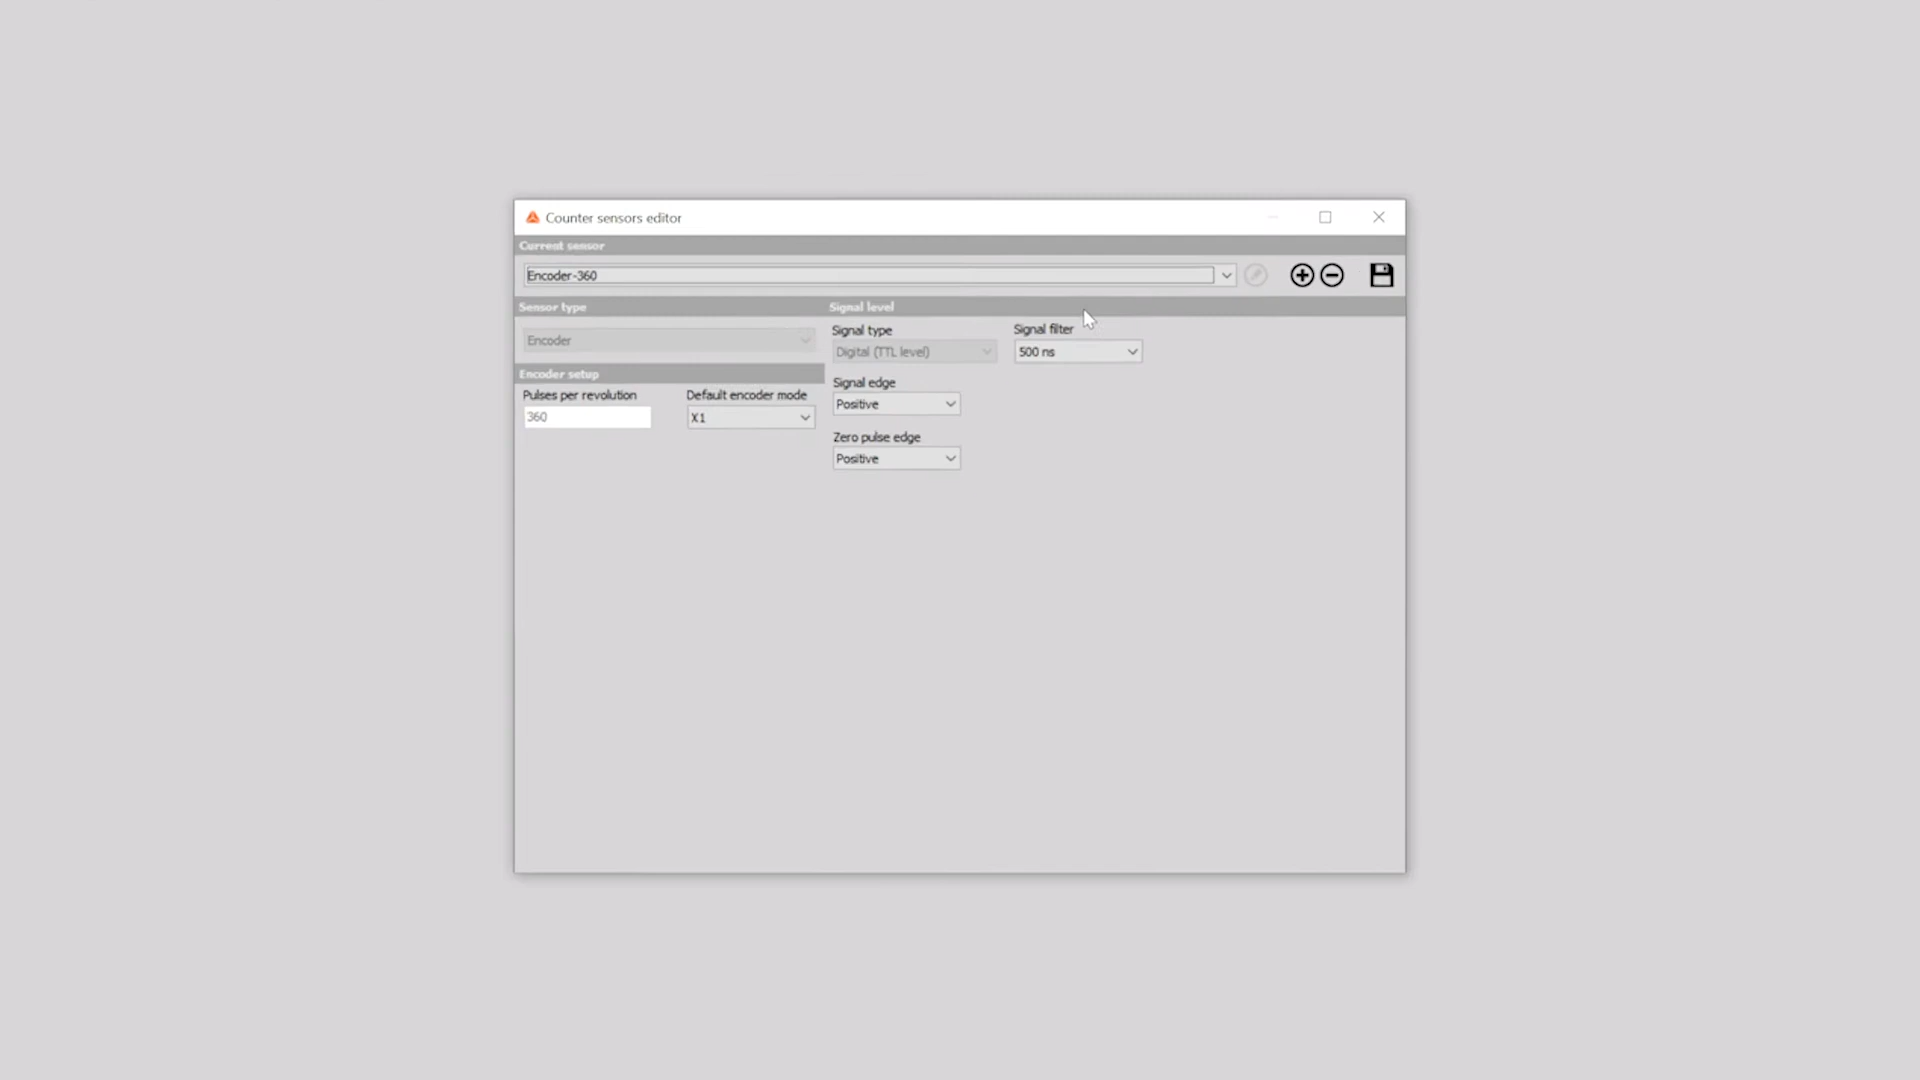 Counter sensors editor
Current sensor
Encoder-360
Sensor type
Signal level
Encoder
Signal type
Signal filter
Digital (TTL level)
500 ns
Encoder setup
Signal edge
Pulses per revolution
Default encoder mode
Positive
360
X1
Zero pulse edge
Positive